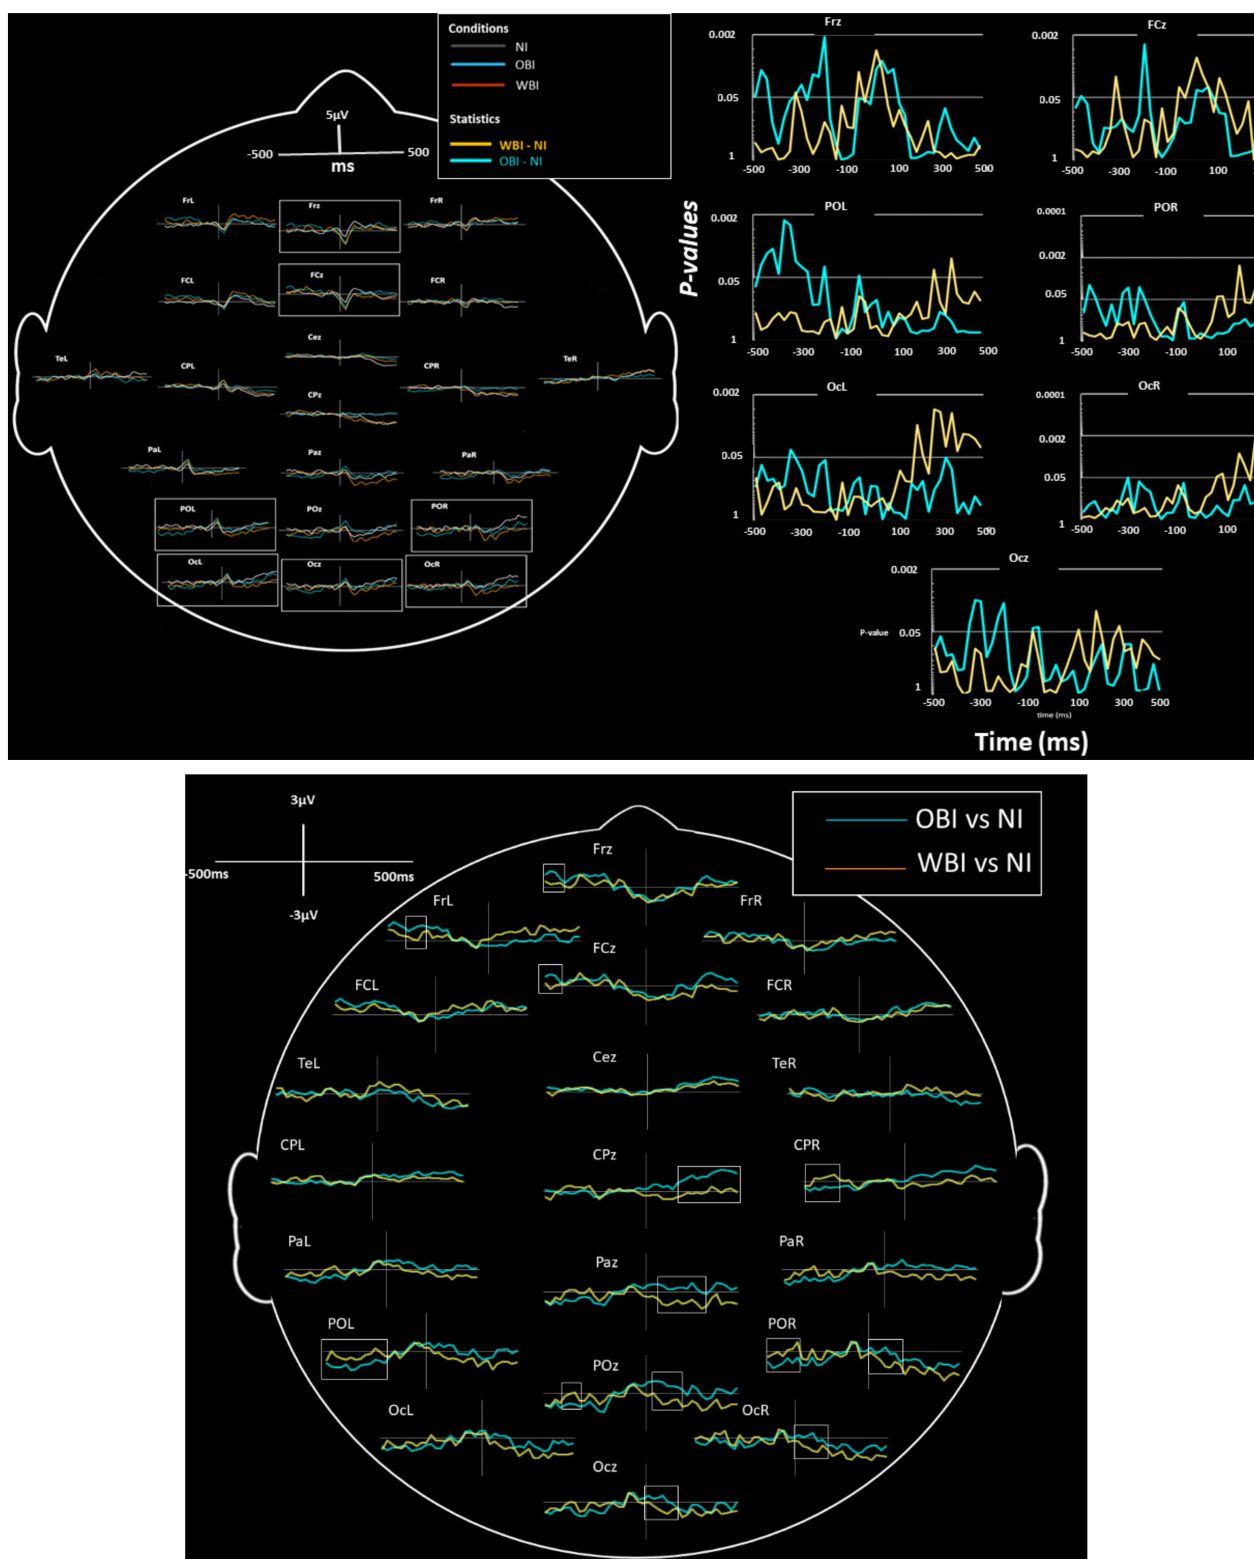 Conditions
NI
OBI
WBI
Statistics
WBI - NI
OBI - NI
5µV
-500
500
ms
FrL
Frz
FrR
FCL
FCz
FCR
Cez
TeL
CPL
CPR
TeR
CPz
PaL
Paz
PaR
POL
POz
POR
OcL
Ocz
OcR
P-values
Frz
0.002
0.05
1
-500 -300 -100 100 300 500
FCz
0.002
0.05
1
-500 -300 -100 100
POL
0.002
0.05
1
-500 -300 -100 100 300 500
POR
0.0001
0.002
0.05
1
-500 -300 -100 100
OcL
0.002
0.05
1
-500 -300 -100 100 300 500
OcR
0.0001
0.002
0.05
1
-500 -300 -100 100
Ocz
0.002
P-value 0.05
1
-500 -300 -100 100 300 500
time (ms)
Time (ms)
3µV
-500ms
500ms
-3µV
OBI vs NI
WBI vs NI
Frz
FrL
FrR
FCz
FCL
FCR
Cez
TeL
TeR
CPL
CPz
CPR
PaL
Paz
PaR
POL
POR
POz
OcL
OcR
Ocz